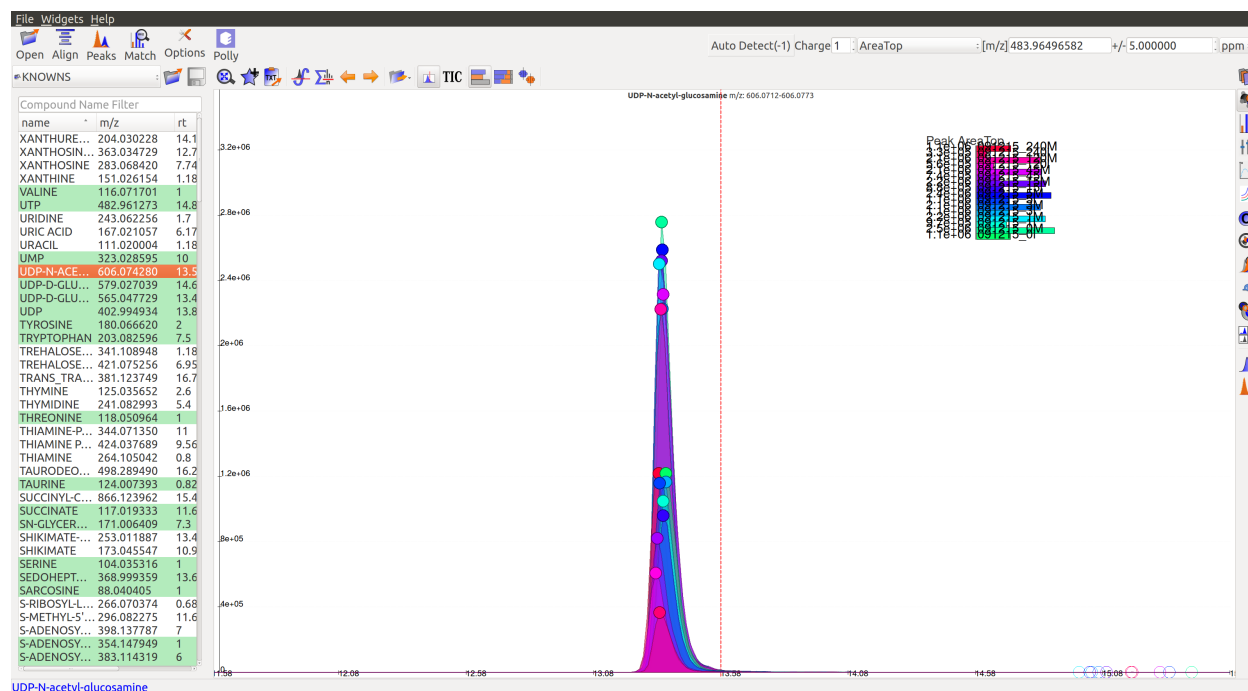 File Widgets Help
Open Align Peaks Match Options Polly
Auto Detect(-1) Charge 1 AreaTop [m/z] 483.96496582 +/- 5.000000 ppm
KNOWNS
TXT TIC
Compound Name Filter
UDP-N-acetyl-glucosamine m/z: 606.0712-606.0773
name m/z rt
XANTHURE... 204.030228 14.1
XANTHOSIN... 363.034729 12.7
XANTHOSINE 283.068420 7.74
XANTHINE 151.026154 1.18
VALINE 116.071701 1
UTP 482.961273 14.8
URIDINE 243.062256 1.7
URIC ACID 167.021057 6.17
URACIL 111.020004 1.18
UMP 323.028595 10
UDP-N-ACE... 606.074280 13.5
UDP-D-GLU... 579.027039 14.6
UDP-D-GLU... 565.047729 13.4
UDP 402.994934 13.8
TYROSINE 180.066620 2
TRYPTOPHAN 203.082596 7.5
TREHALOSE... 341.108948 1.18
TREHALOSE... 421.075256 6.95
TRANS_TRA... 381.123749 16.7
THYMINE 125.035652 2.6
THYMIDINE 241.082993 5.4
THREONINE 118.050964 1
THIAMINE-P... 344.071350 11
THIAMINE P... 424.037689 9.56
THIAMINE 264.105042 0.8
TAURODEO... 498.289490 16.2
TAURINE 124.007393 0.82
SUCCINYL-C... 866.123962 15.4
SUCCINATE 117.019333 11.6
SN-GLYCER... 171.006409 7.3
SHIKIMATE-... 253.011887 13.4
SHIKIMATE 173.045547 10.9
SERINE 104.035316 1
SEDOHEPT... 368.999359 13.6
SARCOSINE 88.040405 1
S-RIBOSYL-L... 266.070374 0.68
S-METHYL-5'... 296.082275 11.6
S-ADENOSY... 398.137787 7
S-ADENOSY... 354.147949 1
S-ADENOSY... 383.114319 6
3.2e+06
2.8e+06
2.4e+06
2e+06
1.6e+06
1.2e+06
8e+05
4e+05
0
11.58 12.08 12.58 13.08 13.58 14.08 14.58 15.08
Peak AreaTop
1.1e+06 091215_0I
UDP-N-acetyl-glucosamine